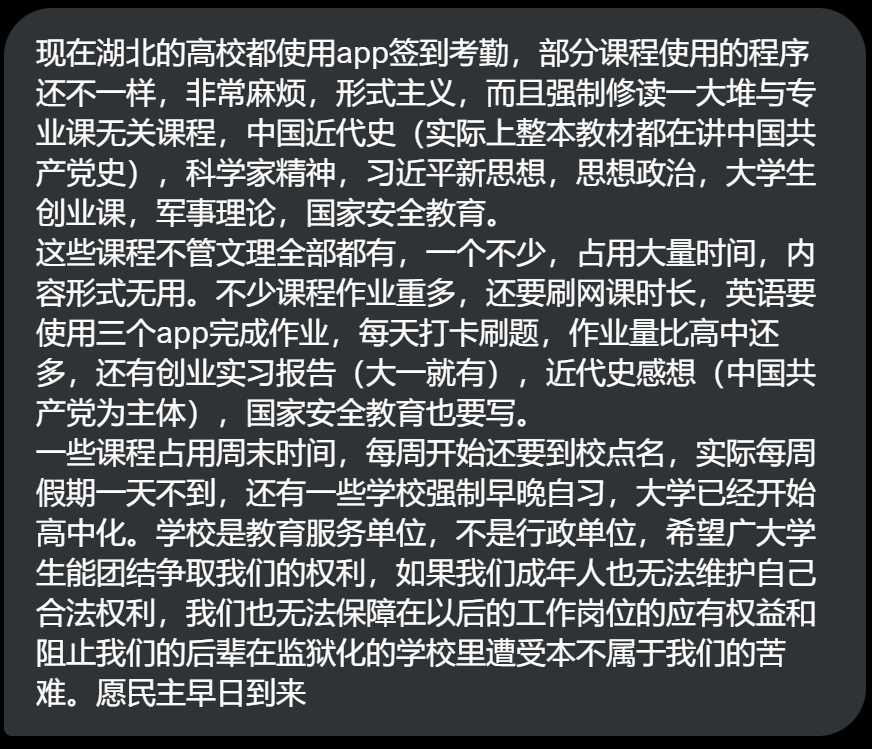 现在湖北的高校都使用app签到考勤，部分课程使用的程序
还不一样，非常麻烦，形式主义，而且强制修读一大堆与专
业课无关课程，中国近代史（实际上整本教材都在讲中国共
产党史），科学家精神，习近平新思想，思想政治，大学生
创业课，军事理论，国家安全教育。
这些课程不管文理全部都有，一个不少，占用大量时间，内
容形式无用。不少课程作业重多，还要刷网课时长，英语要
使用三个app完成作业，每天打卡刷题，作业量比高中还
多，还有创业实习报告（大一就有），近代史感想（中国共
产党为主体），国家安全教育也要写。
一些课程占用周末时间，每周开始还要到校点名，实际每周
假期一天不到，还有一些学校强制早晚自习，大学已经开始
高中化。学校是教育服务单位，不是行政单位，希望广大学
生能团结争取我们的权利，如果我们成年人也无法维护自己
合法权利，我们也无法保障在以后的工作岗位的应有权益和
阻止我们的后辈在监狱化的学校里遭受本不属于我们的苦
难。愿民主早日到来